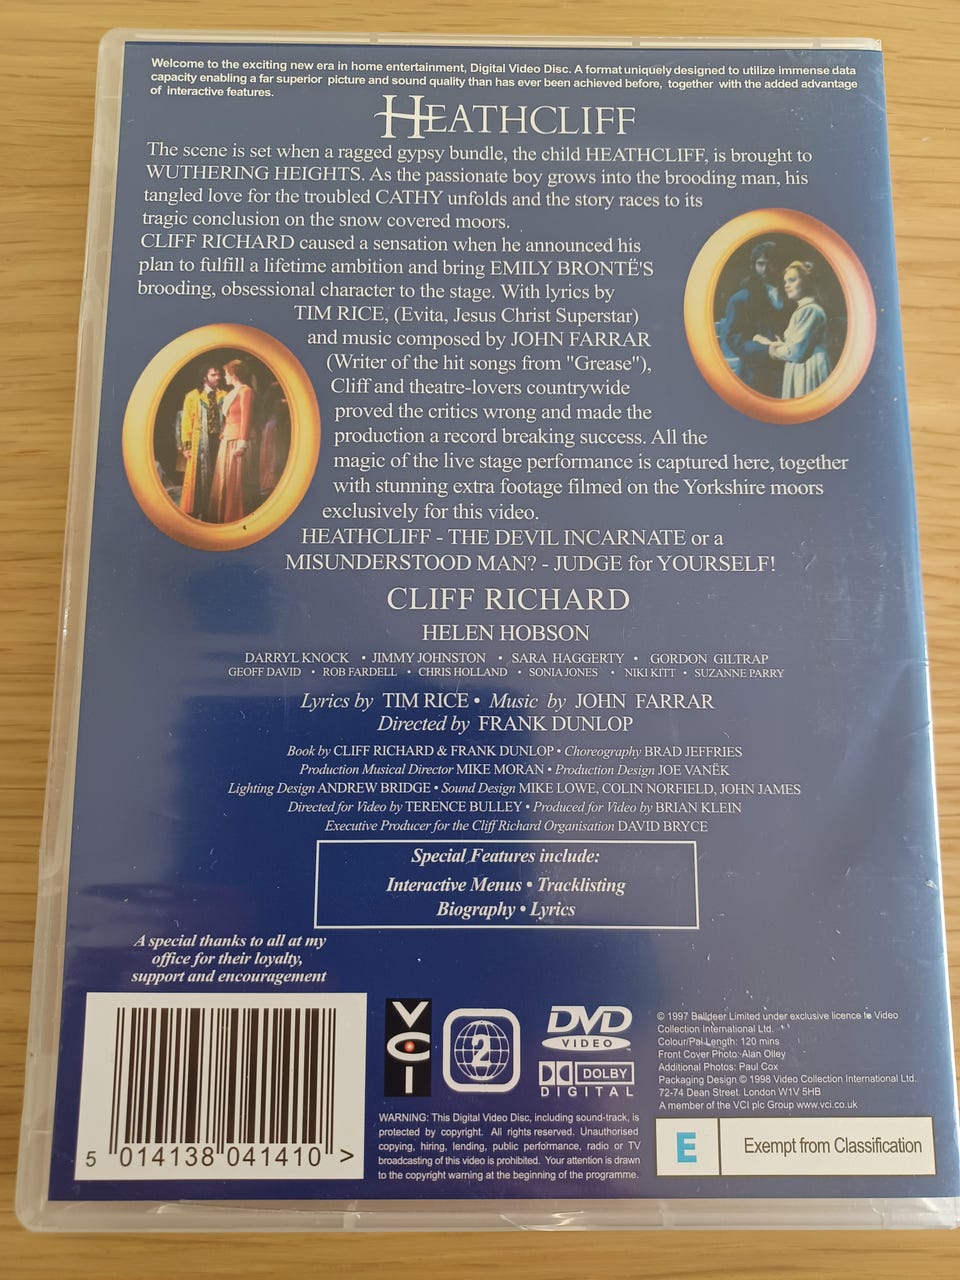 Welcome to the exciting new era in home entertainment, Digital Video Disc. A format uniquely designed to utilize immense data
capacity enabling a far superior picture and sound quality than has ever been achieved before, together with the added advantage
of interactive features.
HEATHCLIFF
The scene is set when a ragged gypsy bundle, the child HEATHCLIFF, is brought to
WUTHERING HEIGHTS. As the passionate boy grows into the brooding man, his
tangled love for the troubled CATHY unfolds and the story races to its
tragic conclusion on the snow covered moors.
CLIFF RICHARD caused a sensation when he announced his
plan to fulfill a lifetime ambition and bring EMILY BRONTË'S
brooding, obsessional character to the stage. With lyrics by
TIM RICE, (Evita, Jesus Christ Superstar)
and music composed by JOHN FARRAR
(Writer of the hit songs from "Grease"),
Cliff and theatre-lovers countrywide
proved the critics wrong and made the
production a record breaking success. All the
magic of the live stage performance is captured here, together
with stunning extra footage filmed on the Yorkshire moors
exclusively for this video.
HEATHCLIFF - THE DEVIL INCARNATE or a
MISUNDERSTOOD MAN? - JUDGE for YOURSELF!
CLIFF RICHARD
HELEN HOBSON
DARRYL KNOCK • JIMMY JOHNSTON • SARA HAGGERTY • GORDON GILTRAP
GEOFF DAVID • ROB FARDELL • CHRIS HOLLAND • SONIA JONES • NIKI KITT • SUZANNE PARRY
Lyrics by TIM RICE • Music by JOHN FARRAR
Directed by FRANK DUNLOP
Book by CLIFF RICHARD & FRANK DUNLOP • Choreography BRAD JEFFRIES
Production Musical Director MIKE MORAN • Production Design JOE VANËK
Lighting Design ANDREW BRIDGE • Sound Design MIKE LOWE, COLIN NORFIELD, JOHN JAMES
Directed for Video by TERENCE BULLEY • Produced for Video by BRIAN KLEIN
Executive Producer for the Cliff Richard Organisation DAVID BRYCE
Special Features include:
Interactive Menus • Tracklisting
Biography • Lyrics
A special thanks to all at my
office for their loyalty,
support and encouragement
5 014138 041410 >
VCI
2
DVD
VIDEO
DOLBY
DIGITAL
WARNING: This Digital Video Disc, including sound-track, is
protected by copyright. All rights reserved. Unauthorised
copying, hiring, lending, public performance, radio or TV
broadcasting of this video is prohibited. Your attention is drawn
to the copyright warning at the beginning of the programme.
© 1997 Balldeer Limited under exclusive licence to Video
Collection International Ltd.
Colour/Pal Length: 120 mins
Front Cover Photo: Alan Olley
Additional Photos: Paul Cox
Packaging Design © 1998 Video Collection International Ltd.
72-74 Dean Street. London W1V 5HB
A member of the VCI plc Group www.vci.co.uk
E Exempt from Classification